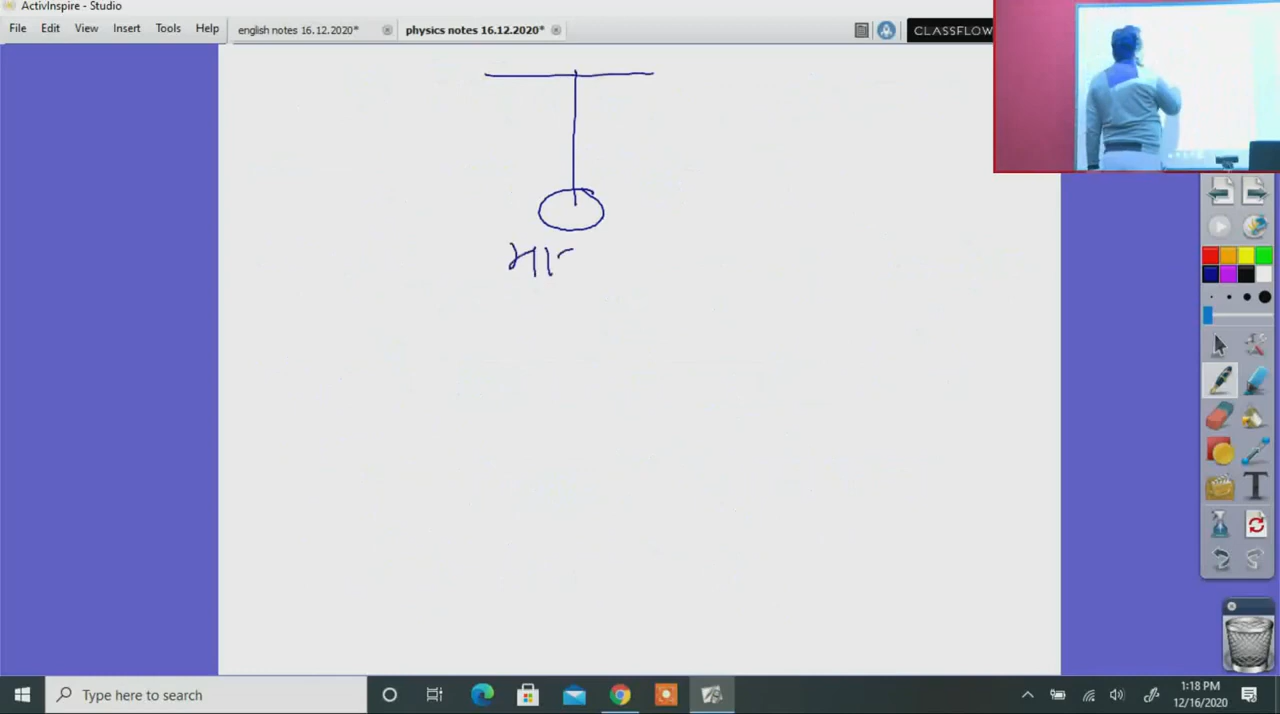 ActivInspire - Studio
File Edit View Insert Tools Help
english notes 16.12.2020* physics notes 16.12.2020*
CLASSFLOW
T
Type here to search
1:18 PM
12/16/2020